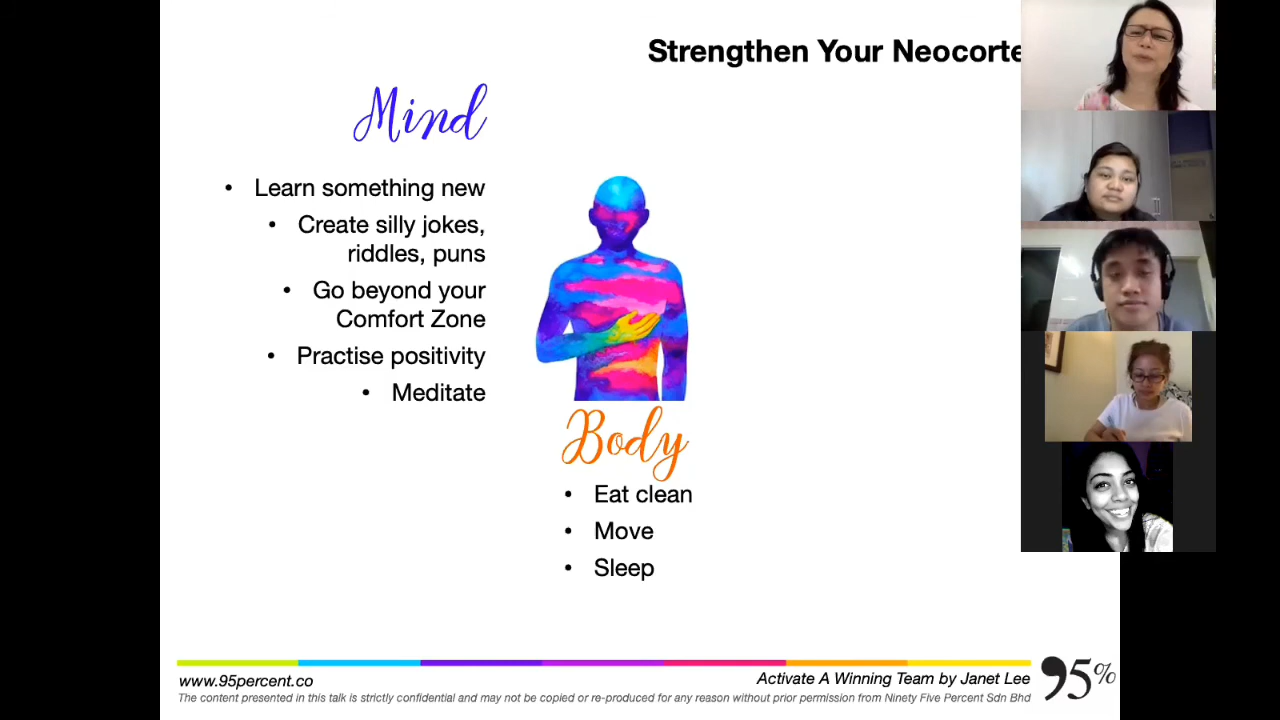 Strengthen Your Neocorte
Mind
• Learn something new
• Create silly jokes,
riddles, puns
• Go beyond your
Comfort Zone
• Practise positivity
• Meditate
Body
• Eat clean
• Move
• Sleep
www.95percent.co
Activate A Winning Team by Janet Lee
95%
The content presented in this talk is strictly confidential and may not be copied or re-produced for any reason without prior permission from Ninety Five Percent Sdn Bhd